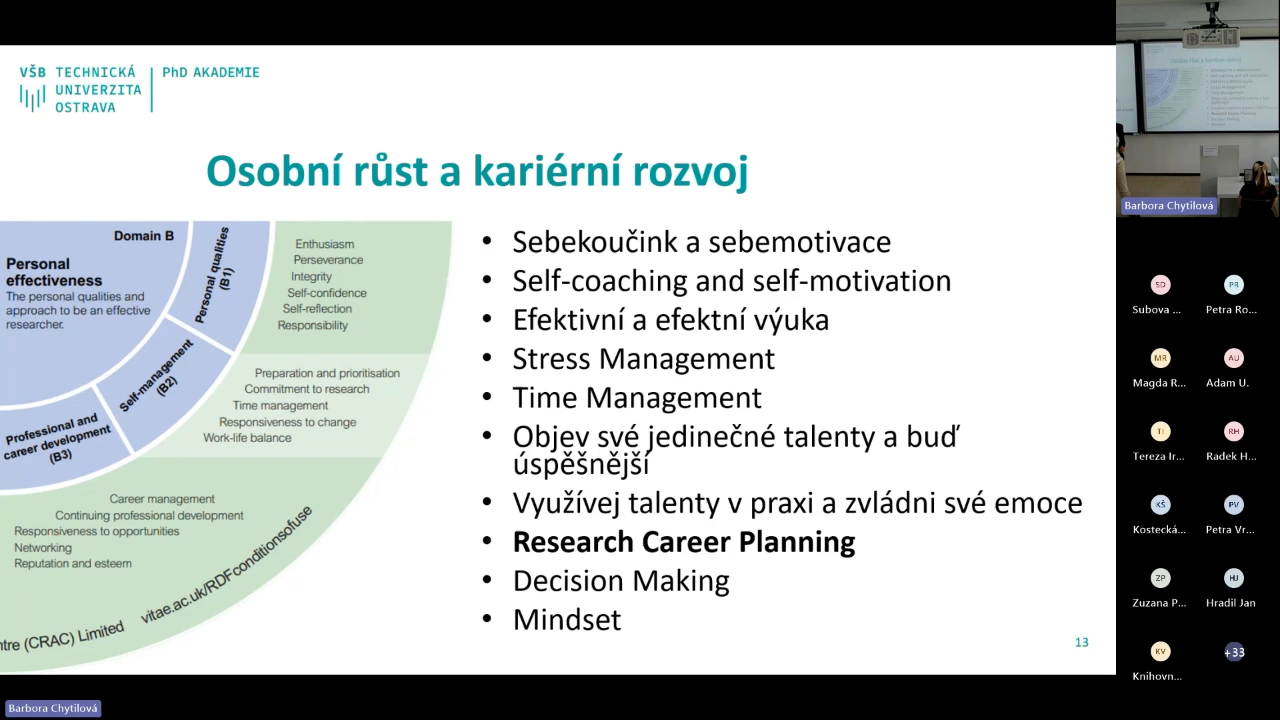 VŠB TECHNICKÁ
UNIVERZITA
OSTRAVA
PhD AKADEMIE
Osobní růst a kariérní rozvoj
Domain B
Personal
effectiveness
The personal qualities and
approach to be an effective
researcher.
Personal qualities
(B1)
Enthusiasm
Perseverance
Integrity
Self-confidence
Self-reflection
Responsibility
Self-management
(B2)
Preparation and prioritisation
Commitment to research
Time management
Responsiveness to change
Work-life balance
Professional and
career development
(B3)
Career management
Continuing professional development
Responsiveness to opportunities
Networking
Reputation and esteem
(CRAC) Limited vitae.ac.uk/RDFconditionsofuse
• Sebekoučink a sebemotivace
• Self-coaching and self-motivation
• Efektivní a efektní výuka
• Stress Management
• Time Management
• Objev své jedinečné talenty a buď
úspěšnější
• Využívej talenty v praxi a zvládni své emoce
• Research Career Planning
• Decision Making
• Mindset
13
Barbora Chytilová
Osobní růst a kariérní rozvoj
Barbora Chytilová
SD
Subova ...
PR
Petra Ro...
MR
Magda R...
AU
Adam U.
TI
Tereza Ir...
RH
Radek H...
KŠ
Kostecká...
PV
Petra Vr...
ZP
Zuzana P...
HJ
Hradil Jan
KV
Knihovn...
+33